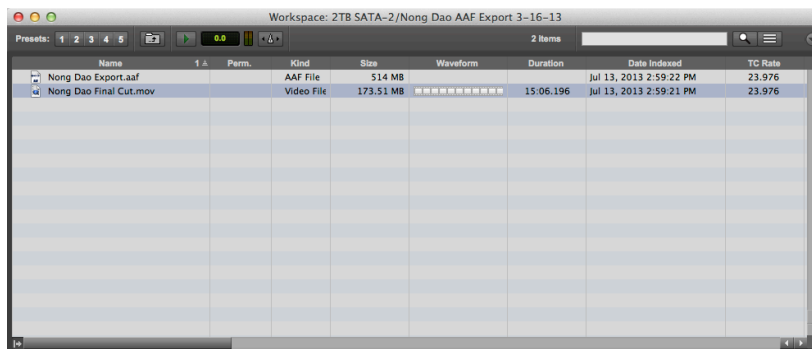 Workspace: 2TB SATA-2/Nong Dao AAF Export 3-16-13
Presets: 1 2 3 4 5 0.0 2 Items
Name 1 Perm. Kind Size Waveform Duration Date Indexed TC Rate
Nong Dao Export.aaf AAF File 514 MB Jul 13, 2013 2:59:22 PM 23.976
Nong Dao Final Cut.mov Video File 173.51 MB 15:06.196 Jul 13, 2013 2:59:21 PM 23.976